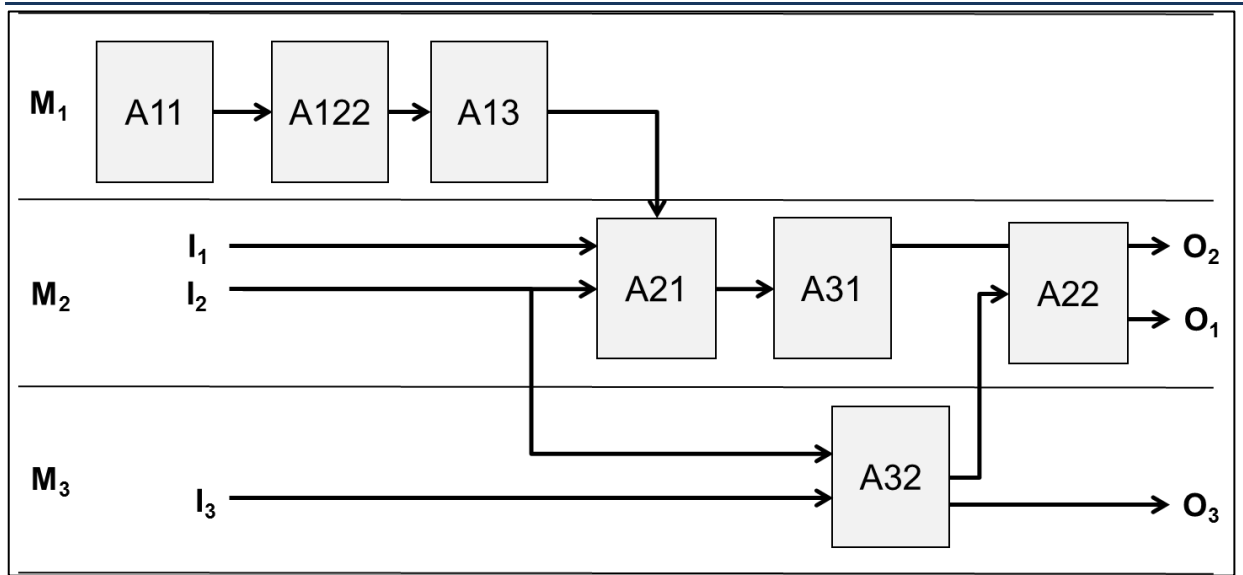 M₁ A11 A122 A13
I₁ O₂
M₂ I₂ A21 A31 A22
O₁
M₃ A32
I₃ O₃